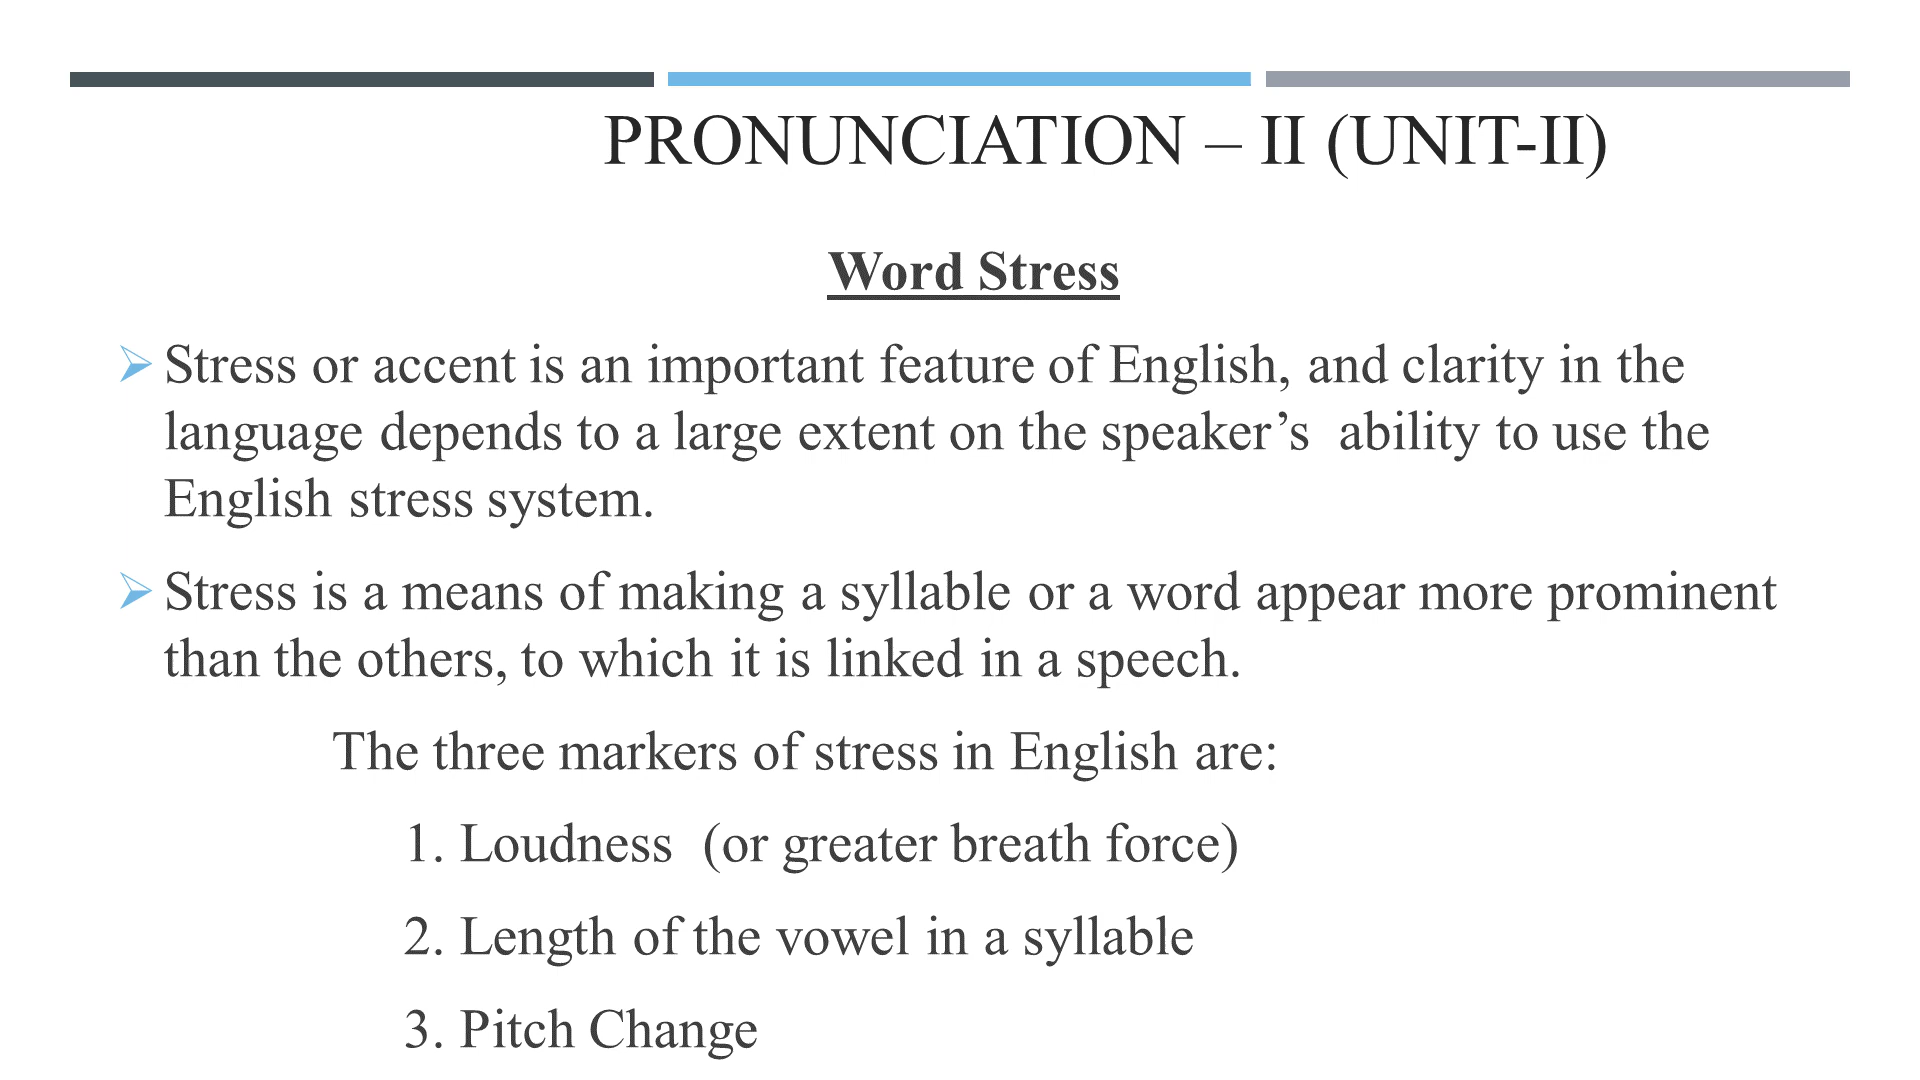 PRONUNCIATION – II (UNIT-II)
Word Stress
Stress or accent is an important feature of English, and clarity in the
language depends to a large extent on the speaker’s  ability to use the
English stress system.
Stress is a means of making a syllable or a word appear more prominent
than the others, to which it is linked in a speech.
The three markers of stress in English are:
1. Loudness  (or greater breath force)
2. Length of the vowel in a syllable
3. Pitch Change